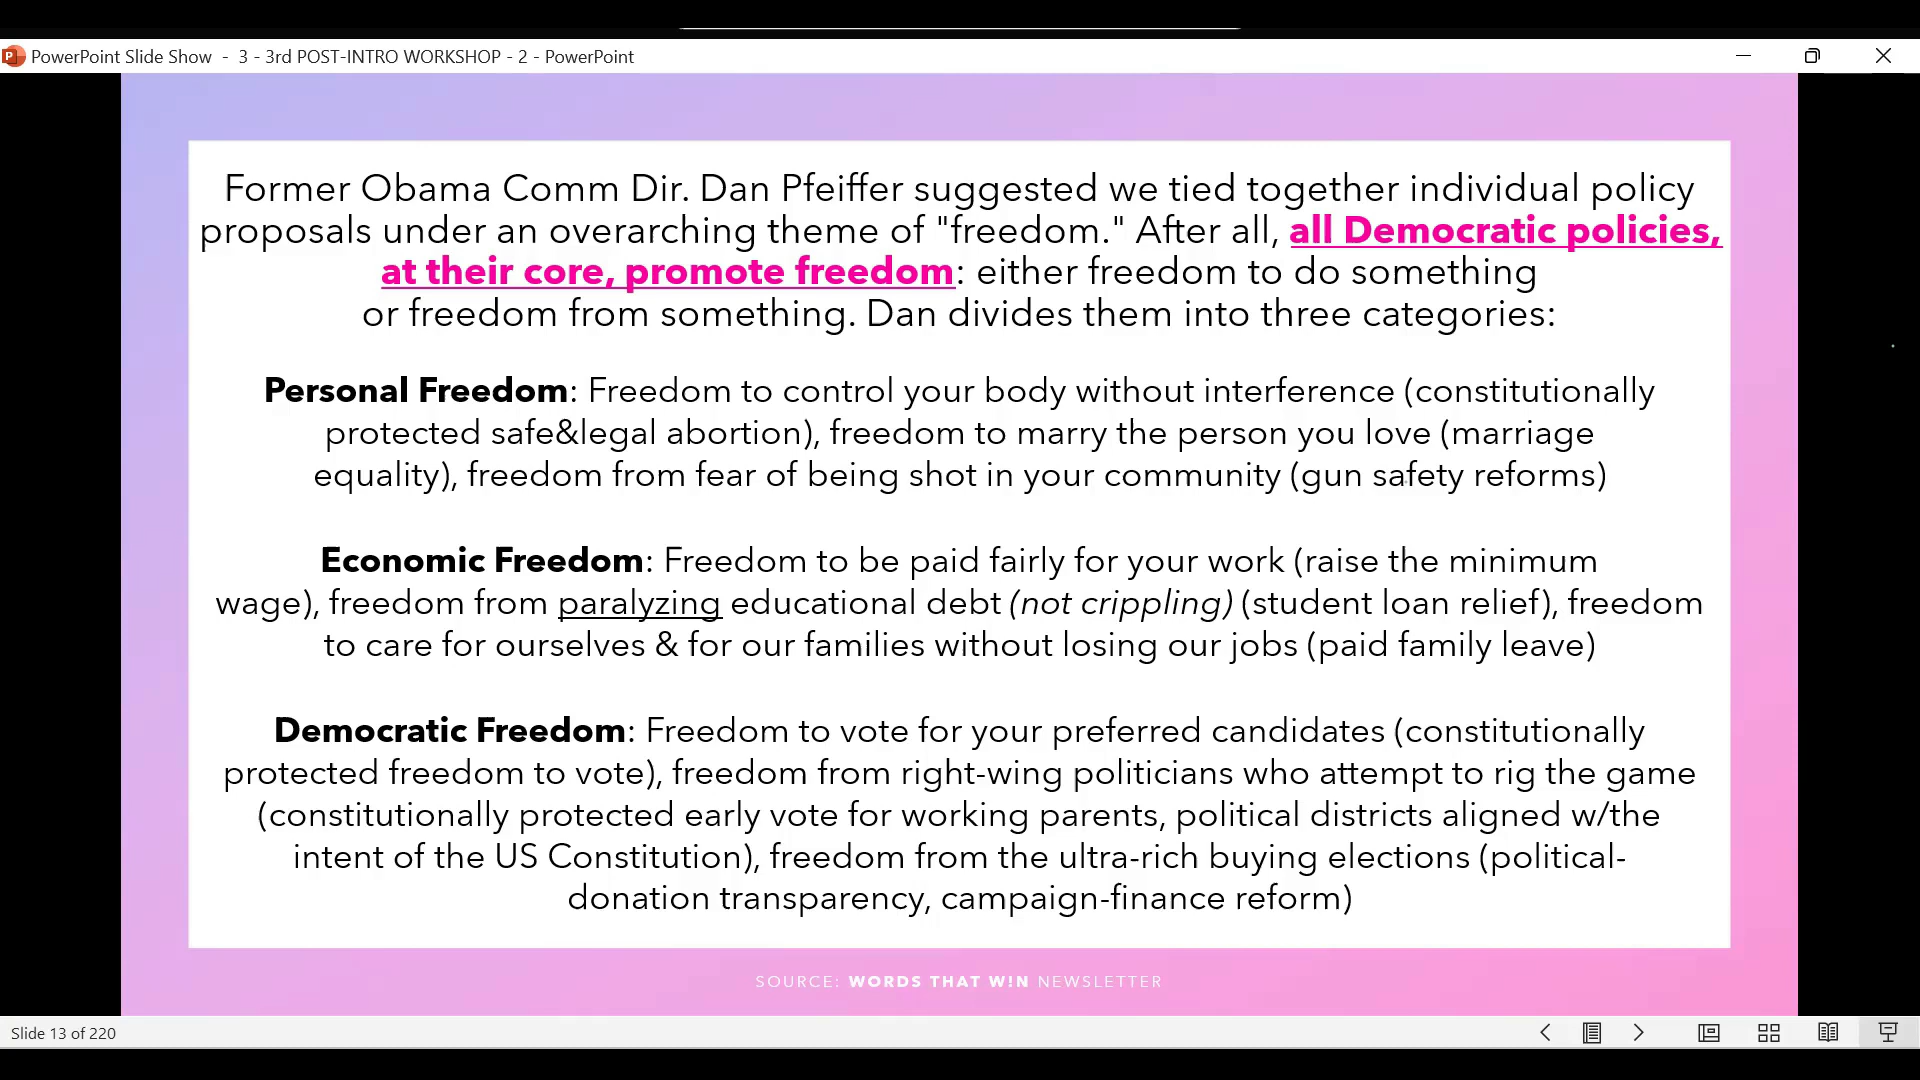 PowerPoint Slide Show - 3 - 3rd POST-INTRO WORKSHOP - 2 - PowerPoint
Former Obama Comm Dir. Dan Pfeiffer suggested we tied together individual policy
proposals under an overarching theme of "freedom." After all, all Democratic policies,
at their core, promote freedom: either freedom to do something
or freedom from something. Dan divides them into three categories:
Personal Freedom: Freedom to control your body without interference (constitutionally
protected safe&legal abortion), freedom to marry the person you love (marriage
equality), freedom from fear of being shot in your community (gun safety reforms)
Economic Freedom: Freedom to be paid fairly for your work (raise the minimum
wage), freedom from paralyzing educational debt (not crippling) (student loan relief), freedom
to care for ourselves & for our families without losing our jobs (paid family leave)
Democratic Freedom: Freedom to vote for your preferred candidates (constitutionally
protected freedom to vote), freedom from right-wing politicians who attempt to rig the game
(constitutionally protected early vote for working parents, political districts aligned w/the
intent of the US Constitution), freedom from the ultra-rich buying elections (political-
donation transparency, campaign-finance reform)
SOURCE: WORDS THAT W!N NEWSLETTER
Slide 13 of 220